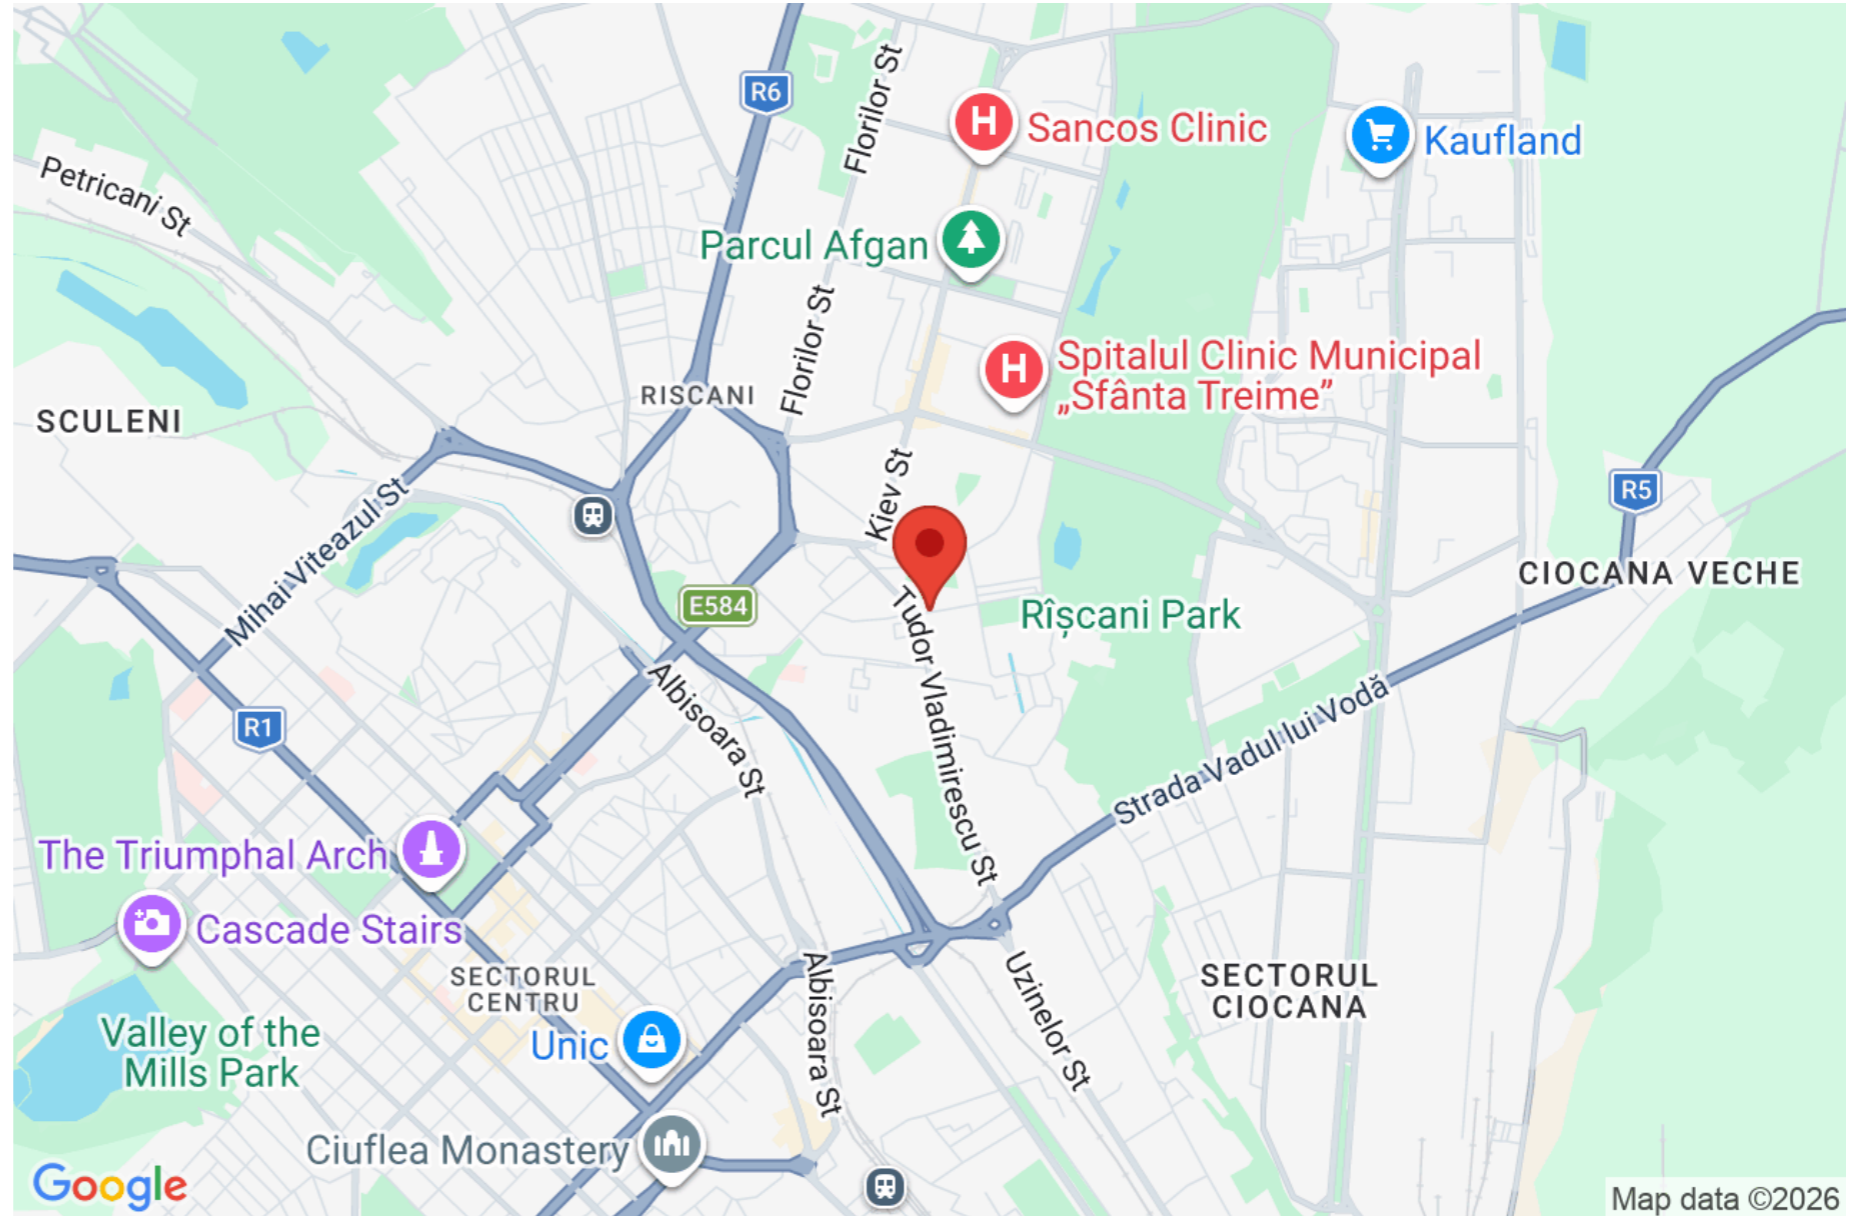 R6
Florilor St
Sancos Clinic
Kaufland
Petricani St
Parcul Afgan
Florilor St
Spitalul Clinic Municipal
„Sfânta Treime”
RISCANI
SCULENI
Mihai Viteazul St
Kiev St
R5
CIOCANA VECHE
E584
Rîșcani Park
Tudor Vladimirescu St
Albisoara St
R1
Strada Vadul lui Vodă
The Triumphal Arch
Cascade Stairs
SECTORUL
CENTRU
Albisoara St
Uzinelor St
SECTORUL
CIOCANA
Valley of the
Mills Park
Unic
Ciuflea Monastery
Google
Map data ©2026